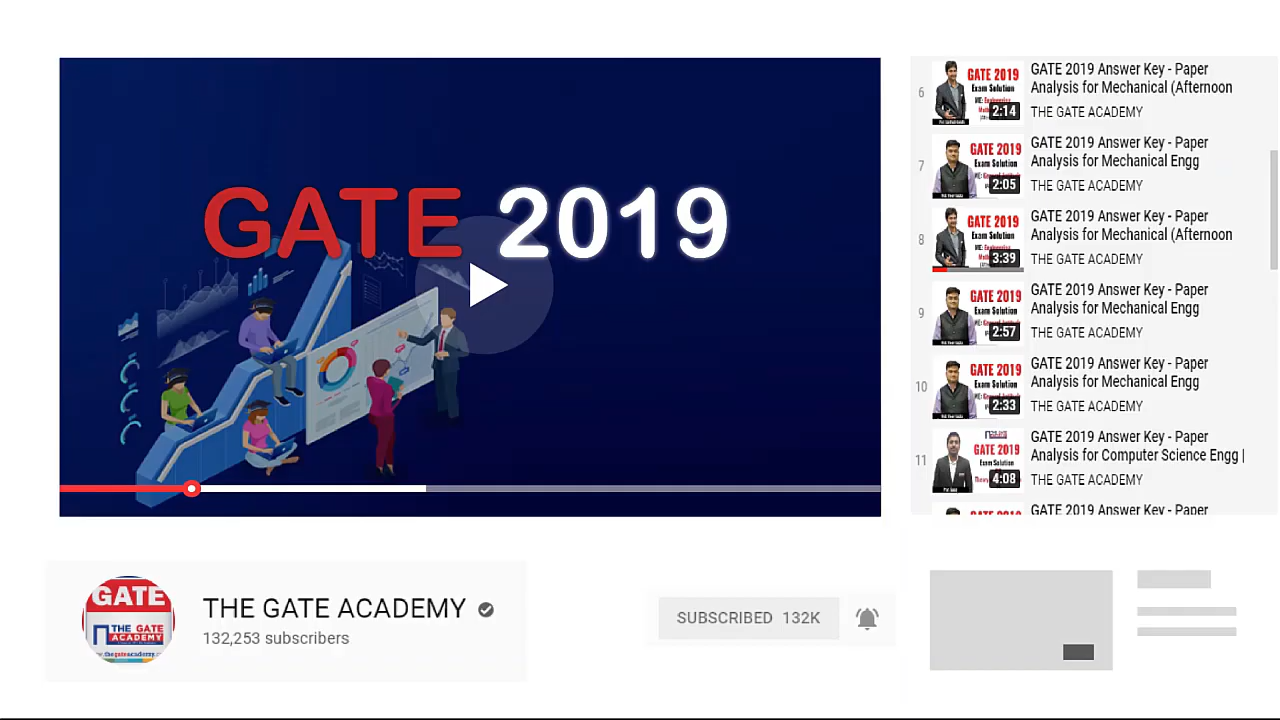 GATE 2019
6
GATE 2019
Exam Solution
ME: Engineering
2:14
GATE 2019 Answer Key - Paper
Analysis for Mechanical (Afternoon
THE GATE ACADEMY
7
GATE 2019
Exam Solution
2:05
GATE 2019 Answer Key - Paper
Analysis for Mechanical Engg
THE GATE ACADEMY
8
GATE 2019
Exam Solution
ME: Engineering
3:39
GATE 2019 Answer Key - Paper
Analysis for Mechanical (Afternoon
THE GATE ACADEMY
9
GATE 2019
Exam Solution
2:57
GATE 2019 Answer Key - Paper
Analysis for Mechanical Engg
THE GATE ACADEMY
10
GATE 2019
Exam Solution
2:33
GATE 2019 Answer Key - Paper
Analysis for Mechanical Engg
THE GATE ACADEMY
11
GATE 2019
Exam Solution
4:08
GATE 2019 Answer Key - Paper
Analysis for Computer Science Engg |
THE GATE ACADEMY
GATE 2019 Answer Key - Paper
GATE
THE GATE
ACADEMY
THE GATE ACADEMY
132,253 subscribers
SUBSCRIBED 132K